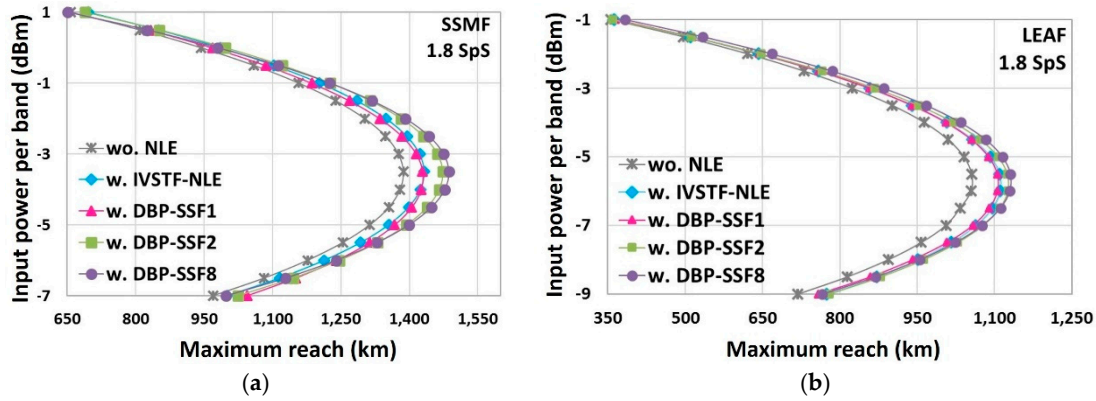 SSMF
1.8 SpS
Input power per band (dBm)
1
-1
-3
-5
-7
wo. NLE
w. IVSTF-NLE
w. DBP-SSF1
w. DBP-SSF2
w. DBP-SSF8
650 800 950 1,100 1,250 1,400 1,550
Maximum reach (km)
(a)
LEAF
1.8 SpS
Input power per band (dBm)
-1
-3
-5
-7
-9
wo. NLE
w. IVSTF-NLE
w. DBP-SSF1
w. DBP-SSF2
w. DBP-SSF8
350 500 650 800 950 1,100 1,250
Maximum reach (km)
(b)